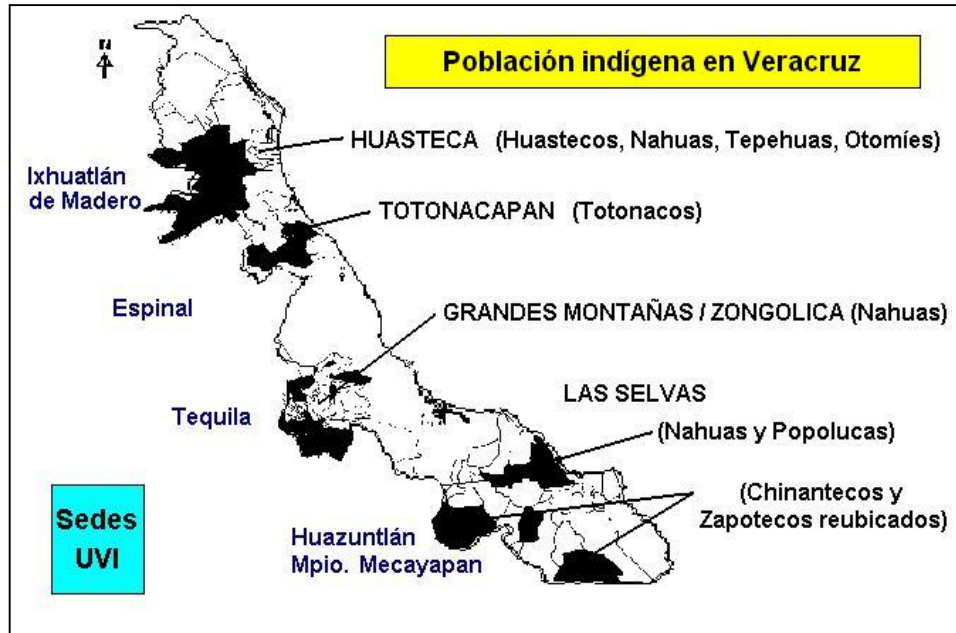 N
Población indígena en Veracruz
HUASTECA (Huastecos, Nahuas, Tepehuas, Otomíes)
Ixhuatlán
de Madero
TOTONACAPAN (Totonacos)
Espinal
GRANDES MONTAÑAS / ZONGOLICA (Nahuas)
LAS SELVAS
Tequila
(Nahuas y Popolucas)
(Chinantecos y
Zapotecos reubicados)
Sedes
UVI
Huazuntlán
Mpio. Mecayapan